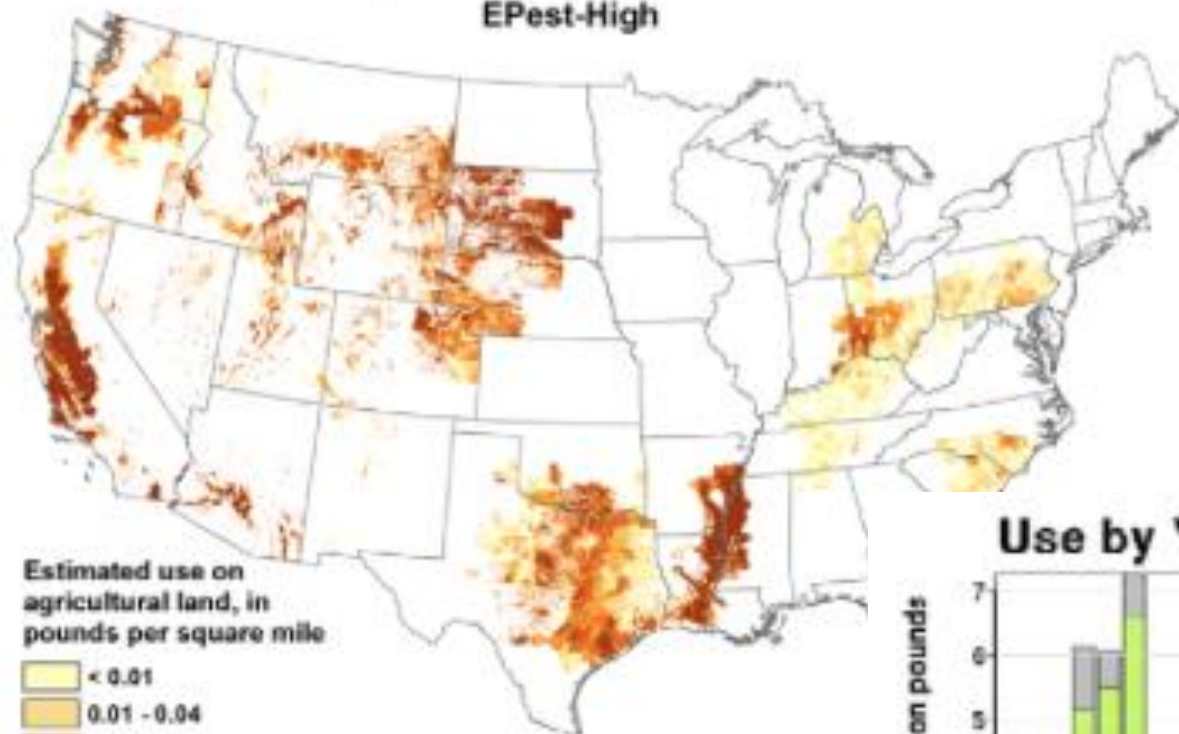 EPest-High
Estimated use on
agricultural land, in
pounds per square mile
< 0.01
0.01 - 0.04
Use by
7
6
5
on pounds